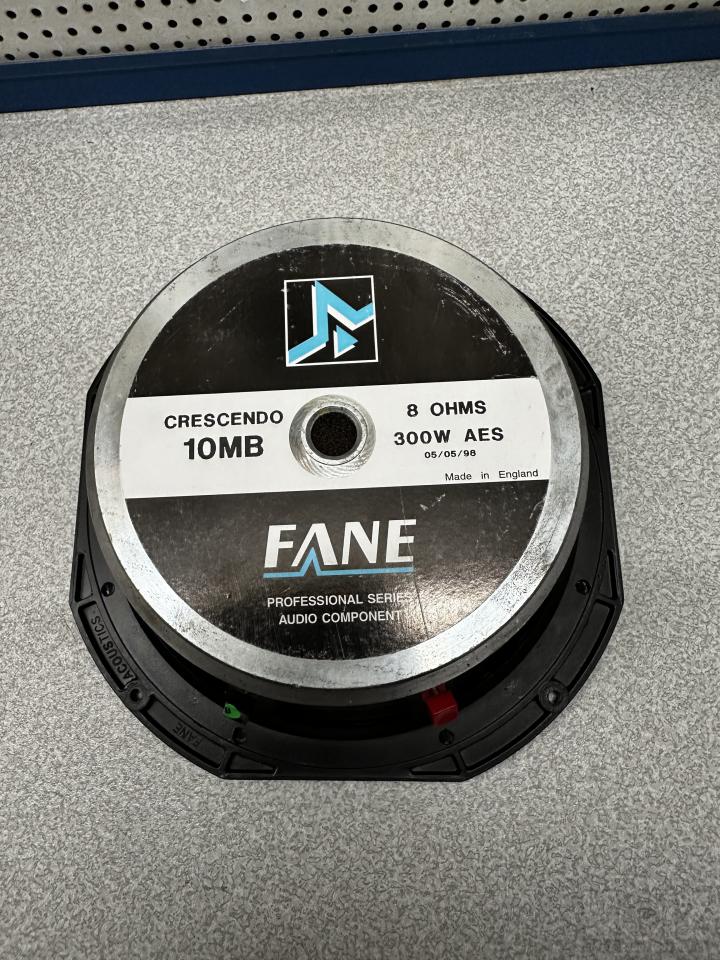 CRESCENDO
10MB
8 OHMS
300W AES
05/05/98
Made in England
FANE
PROFESSIONAL SERIES
AUDIO COMPONENT
FANE ACOUSTICS